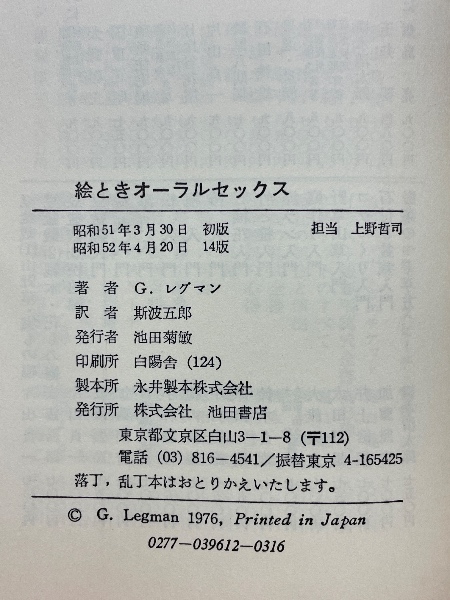 絵ときオーラルセックス
昭和51年3月30日 初版 担当 上野哲司
昭和52年4月20日 14版
著者 G. レグマン
訳者 斯波五郎
発行者 池田菊敏
印刷所 白陽舎 (124)
製本所 永井製本株式会社
発行所 株式会社 池田書店
東京都文京区白山3—1—8 (〒112)
電話 (03) 816—4541/振替東京 4-165425
落丁,乱丁本はおとりかえいたします。
© G. Legman 1976, Printed in Japan
0277—039612—0316